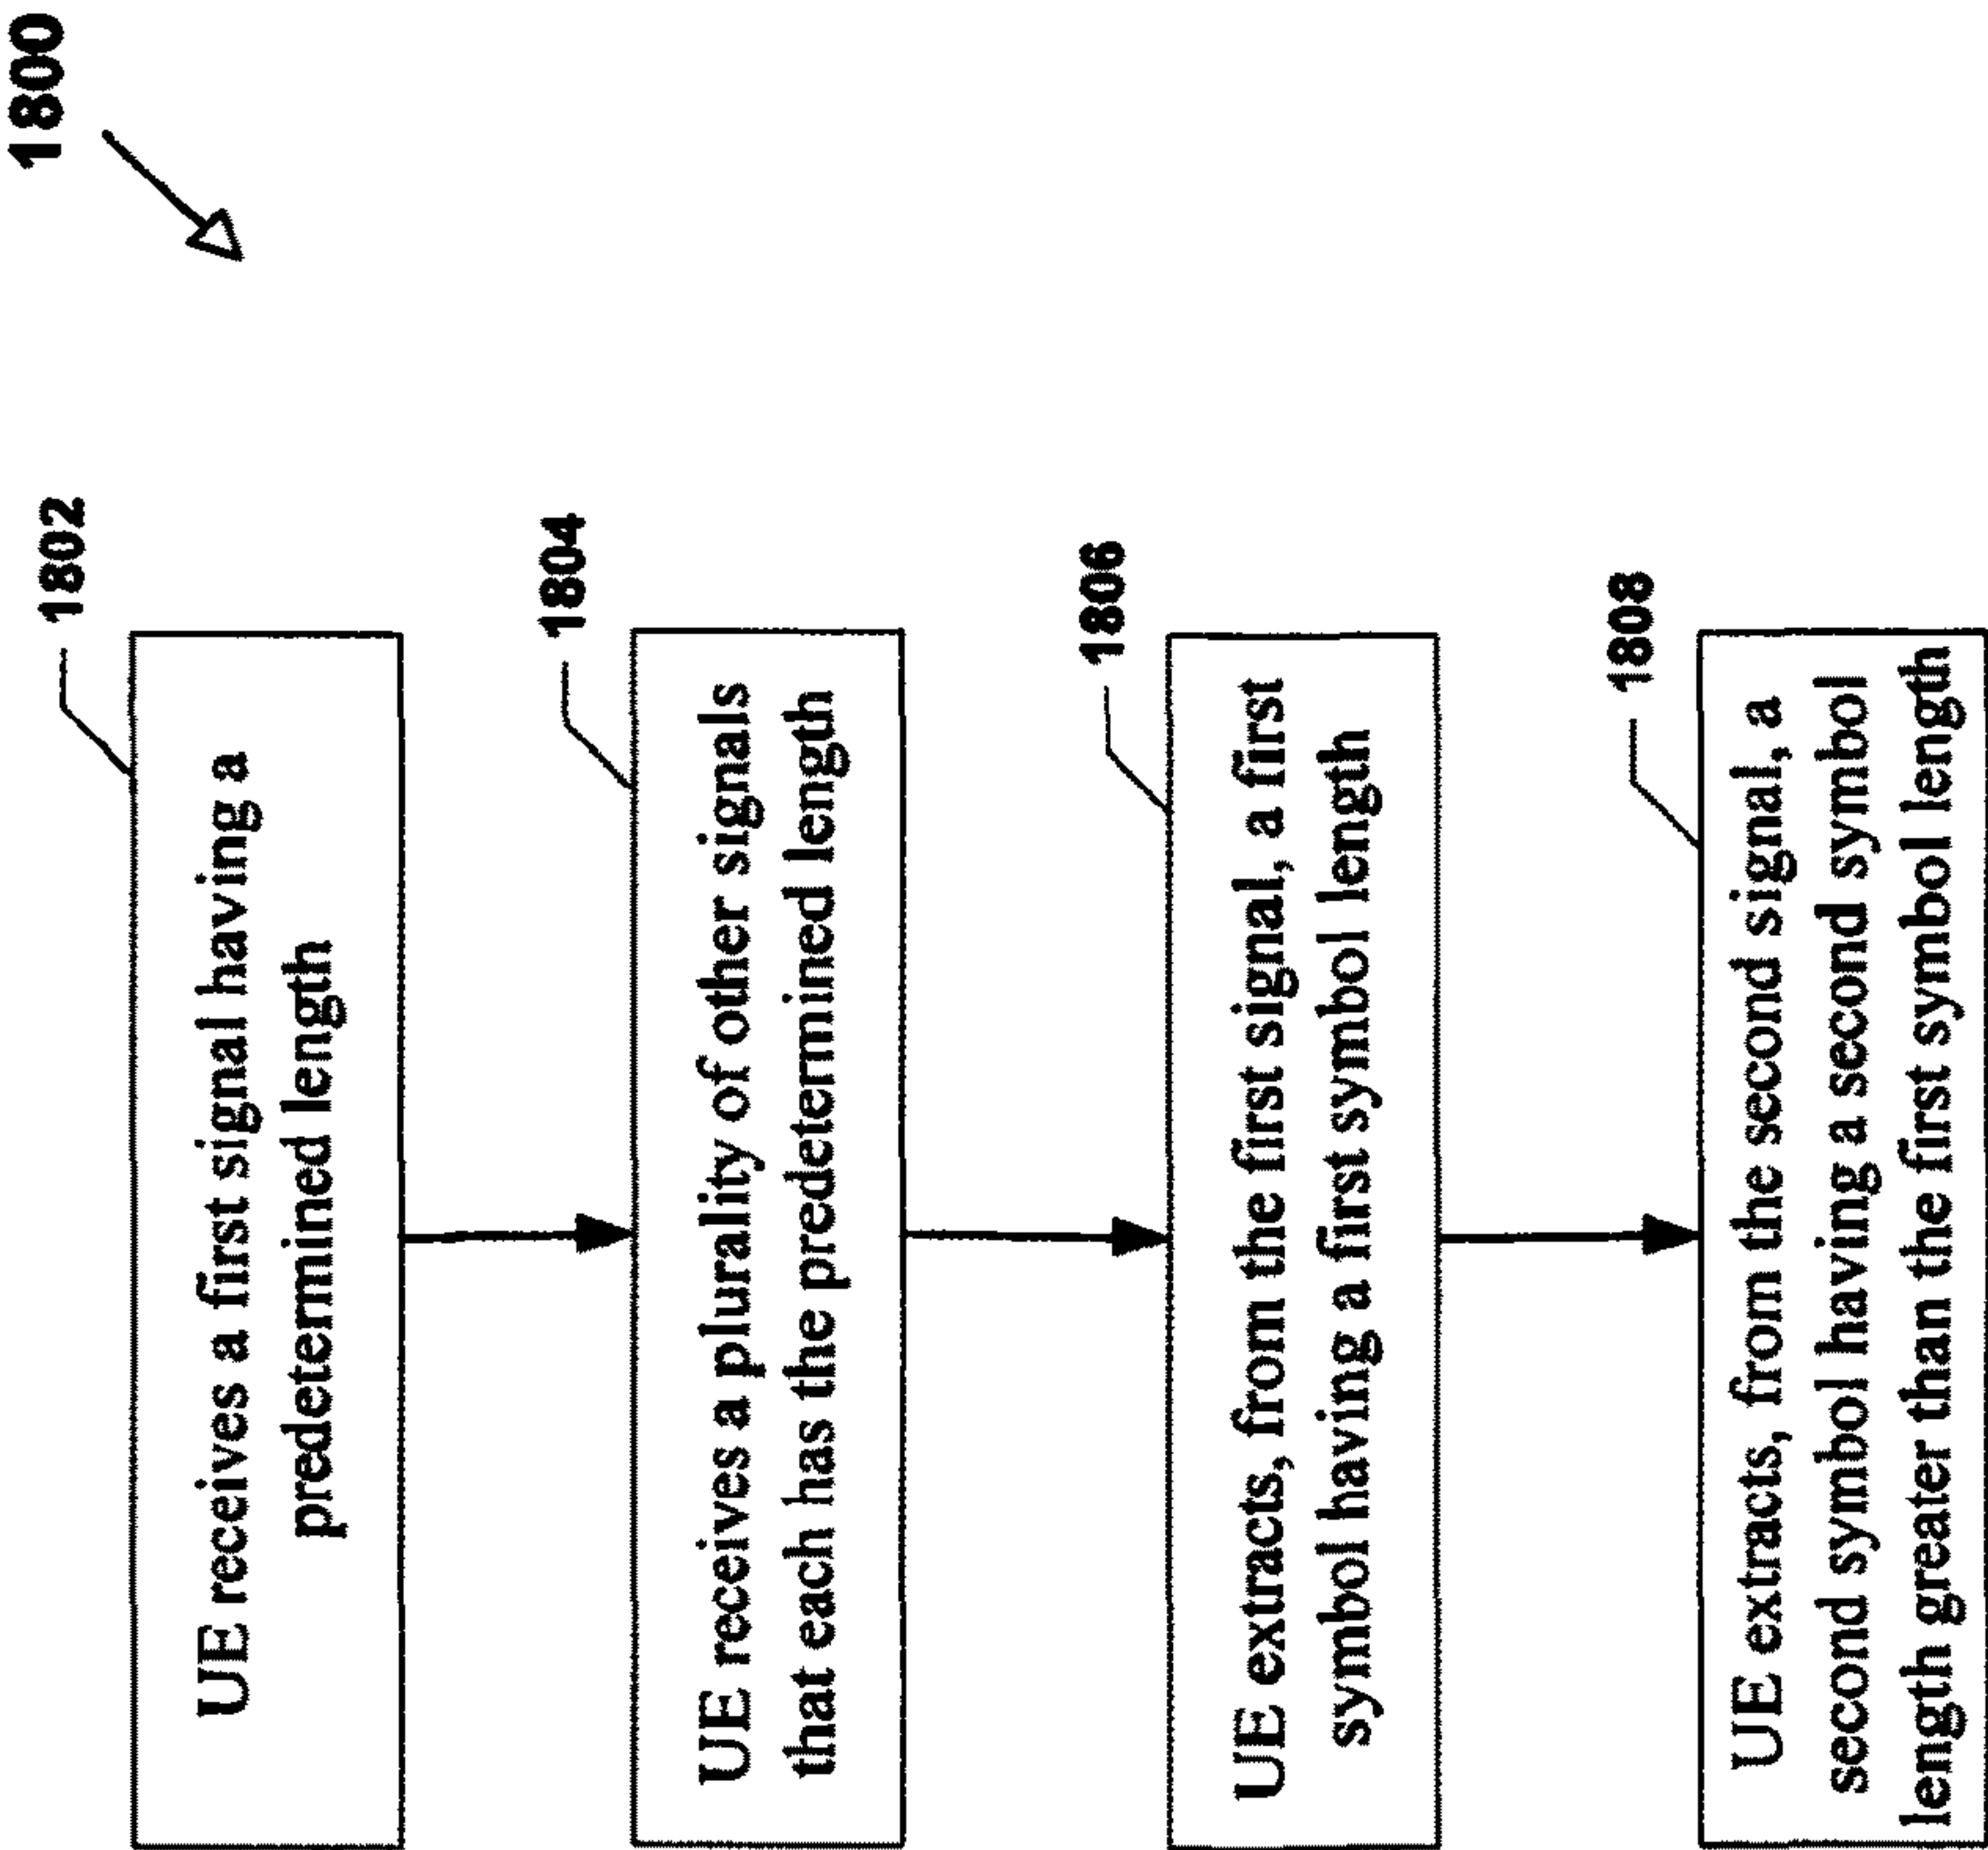 1800
1802
UE receives a first signal having a
predetermined length
1804
UE receives a plurality of other signals
that each has the predetermined length
1806
UE extracts, from the first signal, a first
symbol having a first symbol length
1808
UE extracts, from the second signal, a
second symbol having a second symbol
length greater than the first symbol length